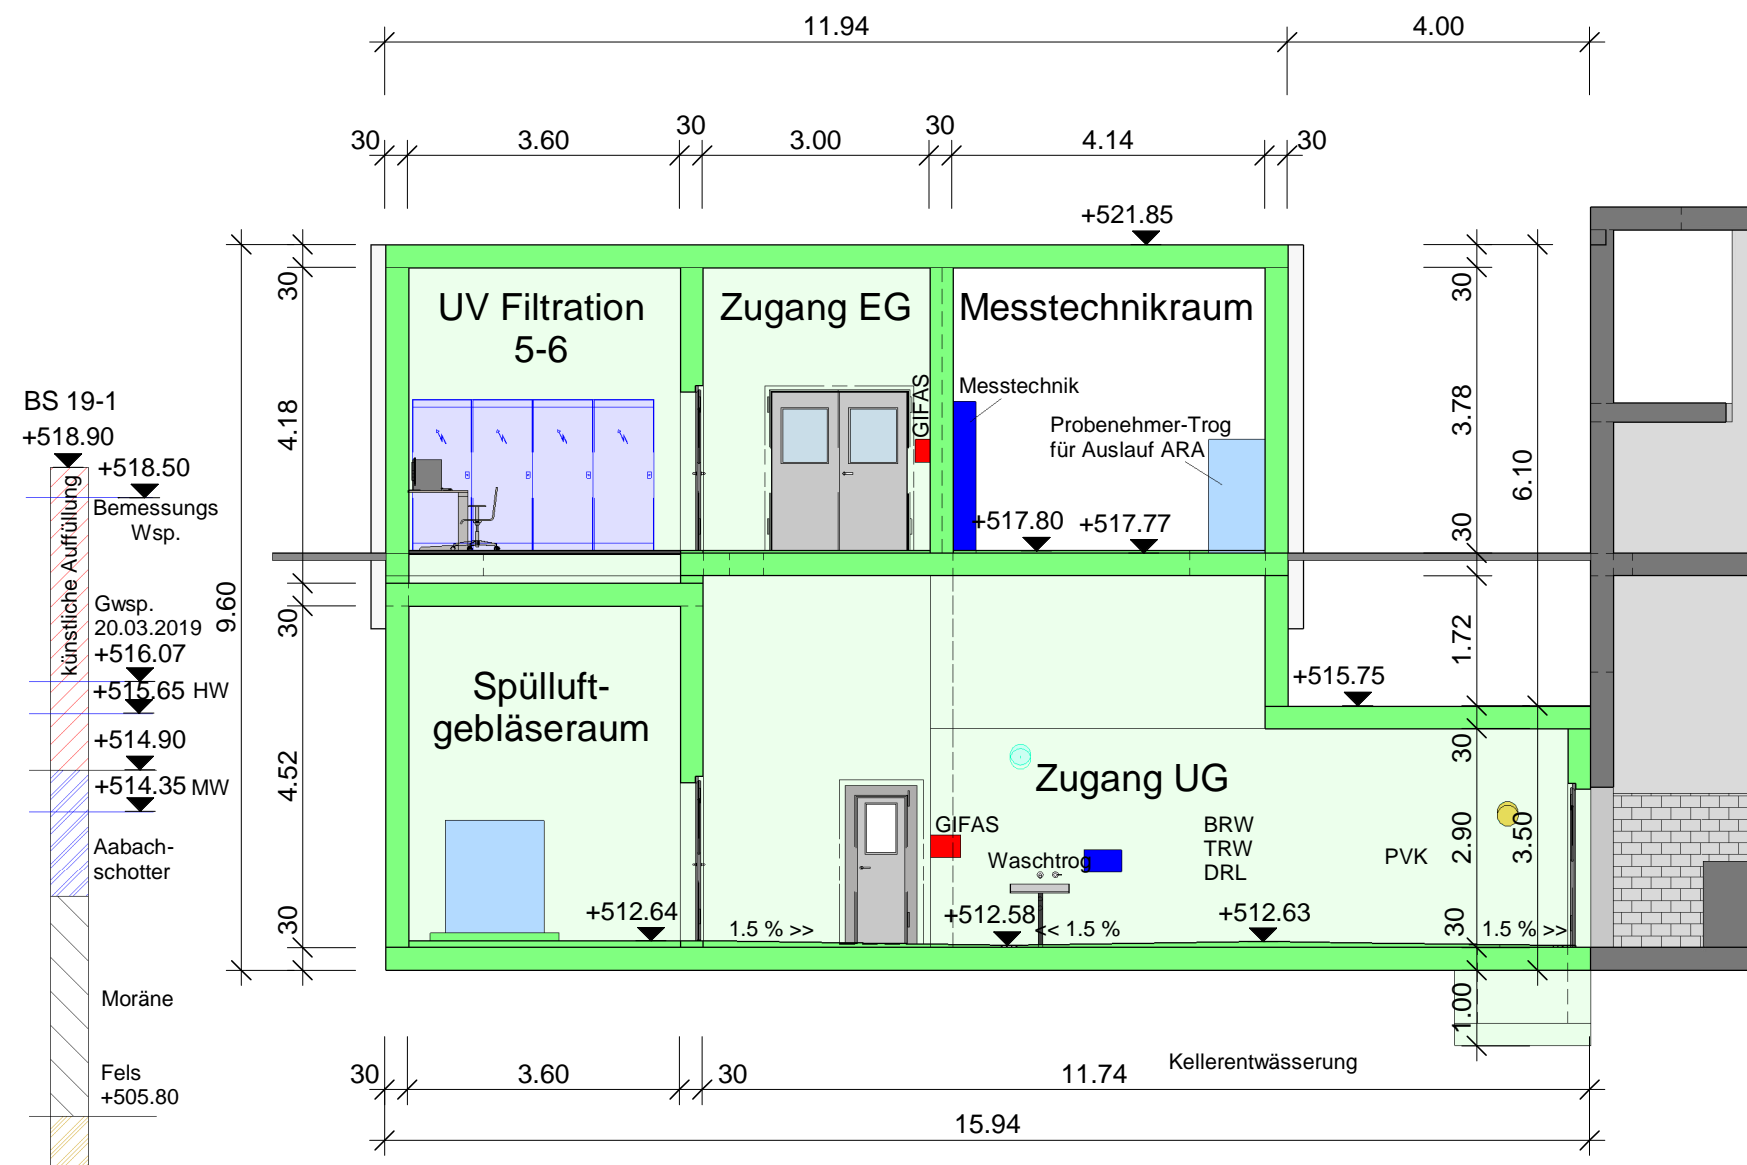 11.94
4.00
30
3.60
30
3.00
30
4.14
30
+521.85
UV Filtration
5-6
Zugang EG
Messtechnikraum
30
4.18
30
4.52
30
9.60
30
3.78
30
1.72
30
2.90
30
1.00
6.10
3.50
GIFAS
Messtechnik
Probenehmer-Trog
für Auslauf ARA
+517.80
+517.77
BS 19-1
+518.90
+518.50
Bemessungs
Wsp.
künstliche Auffüllung
Gwsp.
20.03.2019
+516.07
+515.65 HW
+514.90
+514.35 MW
Aabach-
schotter
Moräne
Fels
+505.80
+515.75
Spülluft-
gebläseraum
Zugang UG
GIFAS
Waschtrog
BRW
TRW
DRL
PVK
+512.64
+512.58
+512.63
1.5 % >>
<< 1.5 %
1.5 % >>
Kellerentwässerung
30
3.60
30
11.74
15.94